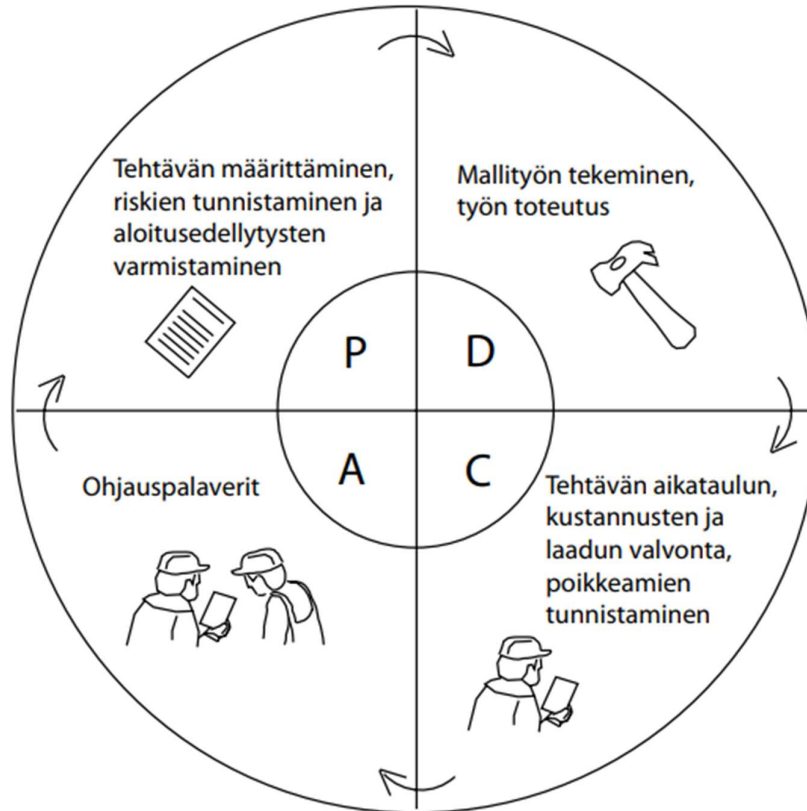 Tehtävän määrittäminen,
riskien tunnistaminen ja
aloitusedellytysten
varmistaminen
Mallityön tekeminen,
työn toteutus
P
D
A
C
Ohjauspalaverit
Tehtävän aikataulun,
kustannusten ja
laadun valvonta,
poikkeamien
tunnistaminen